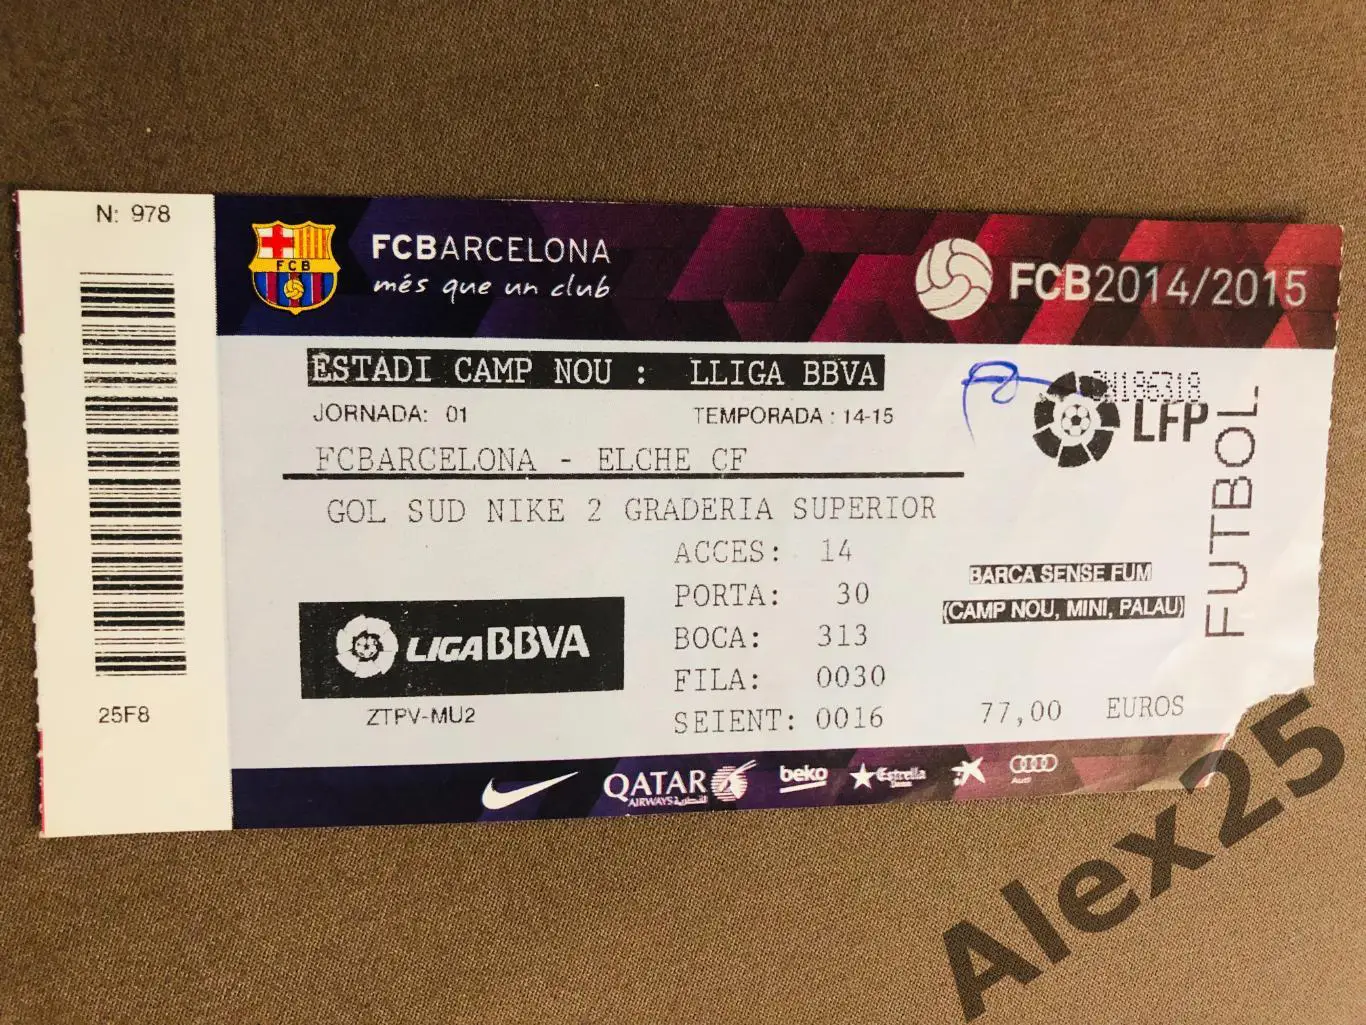 N: 978
25F8
FCB
FCBARCELONA
més que un club
FCB2014/2015
ESTADI CAMP NOU : LLIGA BBVA
JORNADA: 01 TEMPORADA : 14-15
FCBARCELONA - ELCHE CF
LFP
FUTBOL
GOL SUD NIKE 2 GRADERIA SUPERIOR
ACCES: 14
PORTA: 30
BOCA: 313
FILA: 0030
SEIENT: 0016
BARCA SENSE FUM
(CAMP NOU, MINI, PALAU)
LIGA BBVA
ZTPV-MU2
77,00 EUROS
QATAR
AIRWAYS القطرية
beko
Estrella
Damm
Audi
Alex25